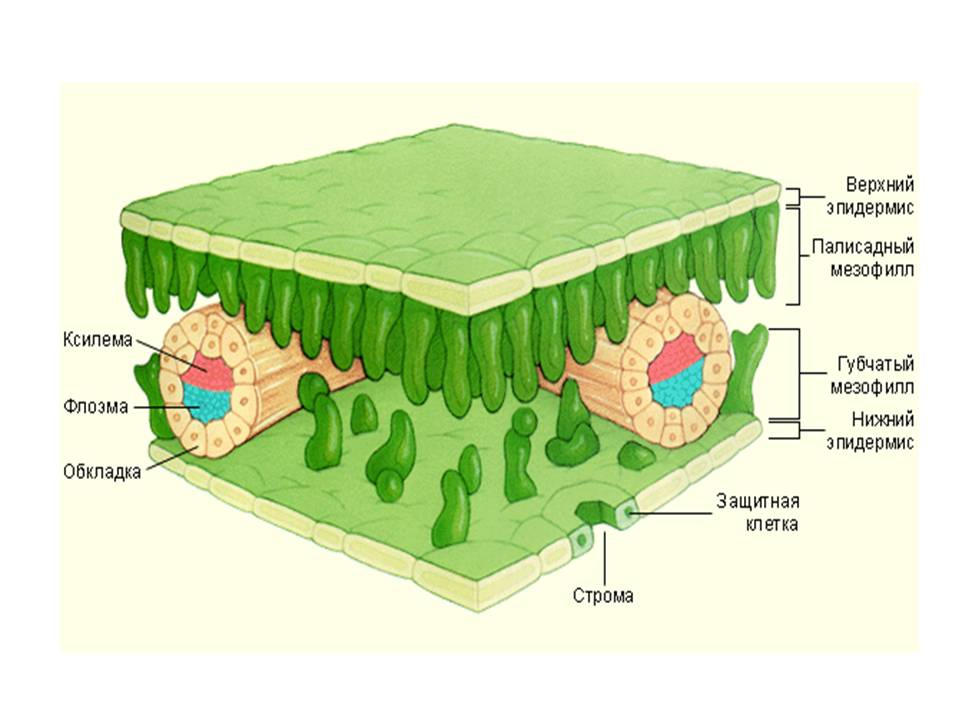 Верхний
эпидермис
Палисадный
мезофилл
Ксилема
Флоэма
Обкладка
Губчатый
мезофилл
Нижний
эпидермис
Защитная
клетка
Строма